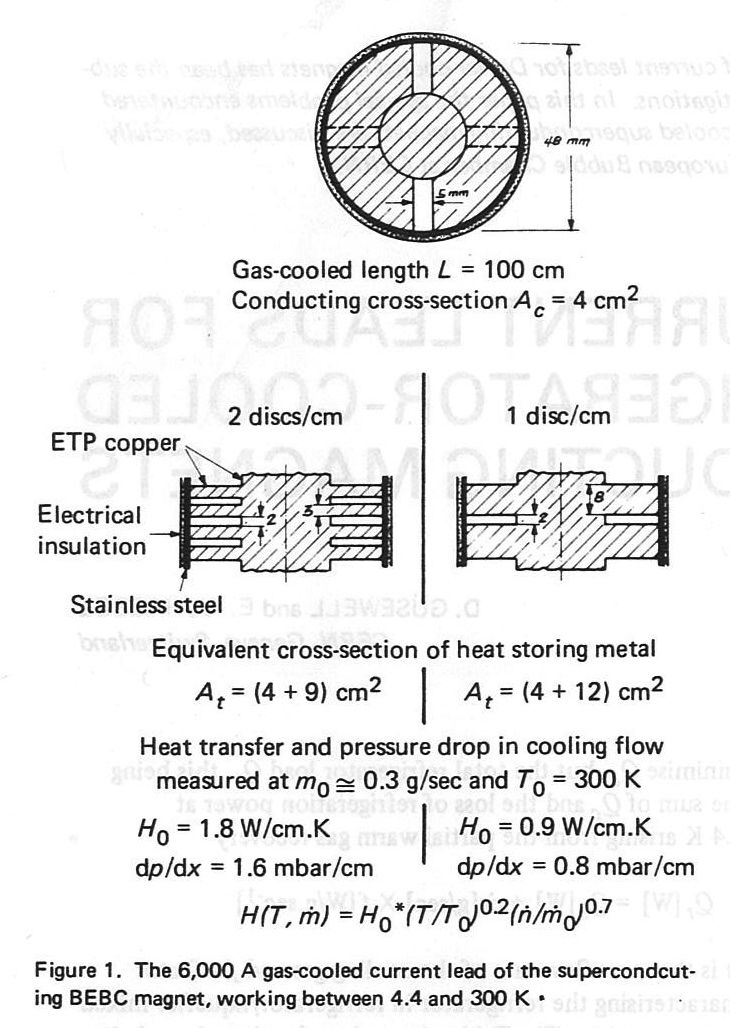 48 mm
5 mm
Gas-cooled length L = 100 cm
Conducting cross-section A_c = 4 cm²
2 discs/cm
1 disc/cm
ETP copper
Electrical
insulation
2
3
2
8
Stainless steel
Equivalent cross-section of heat storing metal
A_t = (4 + 9) cm²
A_t = (4 + 12) cm²
Heat transfer and pressure drop in cooling flow
measured at m₀ ≅ 0.3 g/sec and T₀ = 300 K
H₀ = 1.8 W/cm.K
H₀ = 0.9 W/cm.K
dp/dx = 1.6 mbar/cm
dp/dx = 0.8 mbar/cm
H(T, ṁ) = H₀*(T/T₀)^0.2(ṅ/ṁ₀)^0.7
Figure 1. The 6,000 A gas-cooled current lead of the supercondcut-
ing BEBC magnet, working between 4.4 and 300 K •